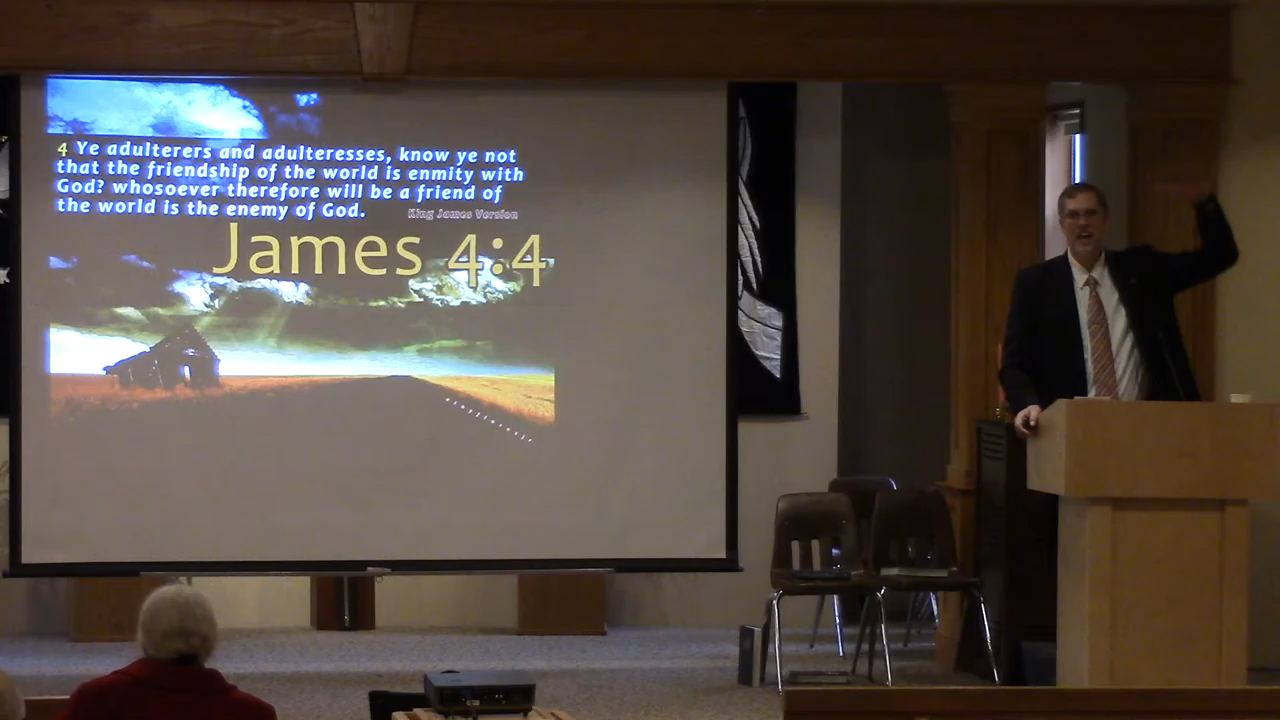 4 Ye adulterers and adulteresses, know ye not
that the friendship of the world is enmity with
God? whosoever therefore will be a friend of
the world is the enemy of God.
King James Version
James 4:4